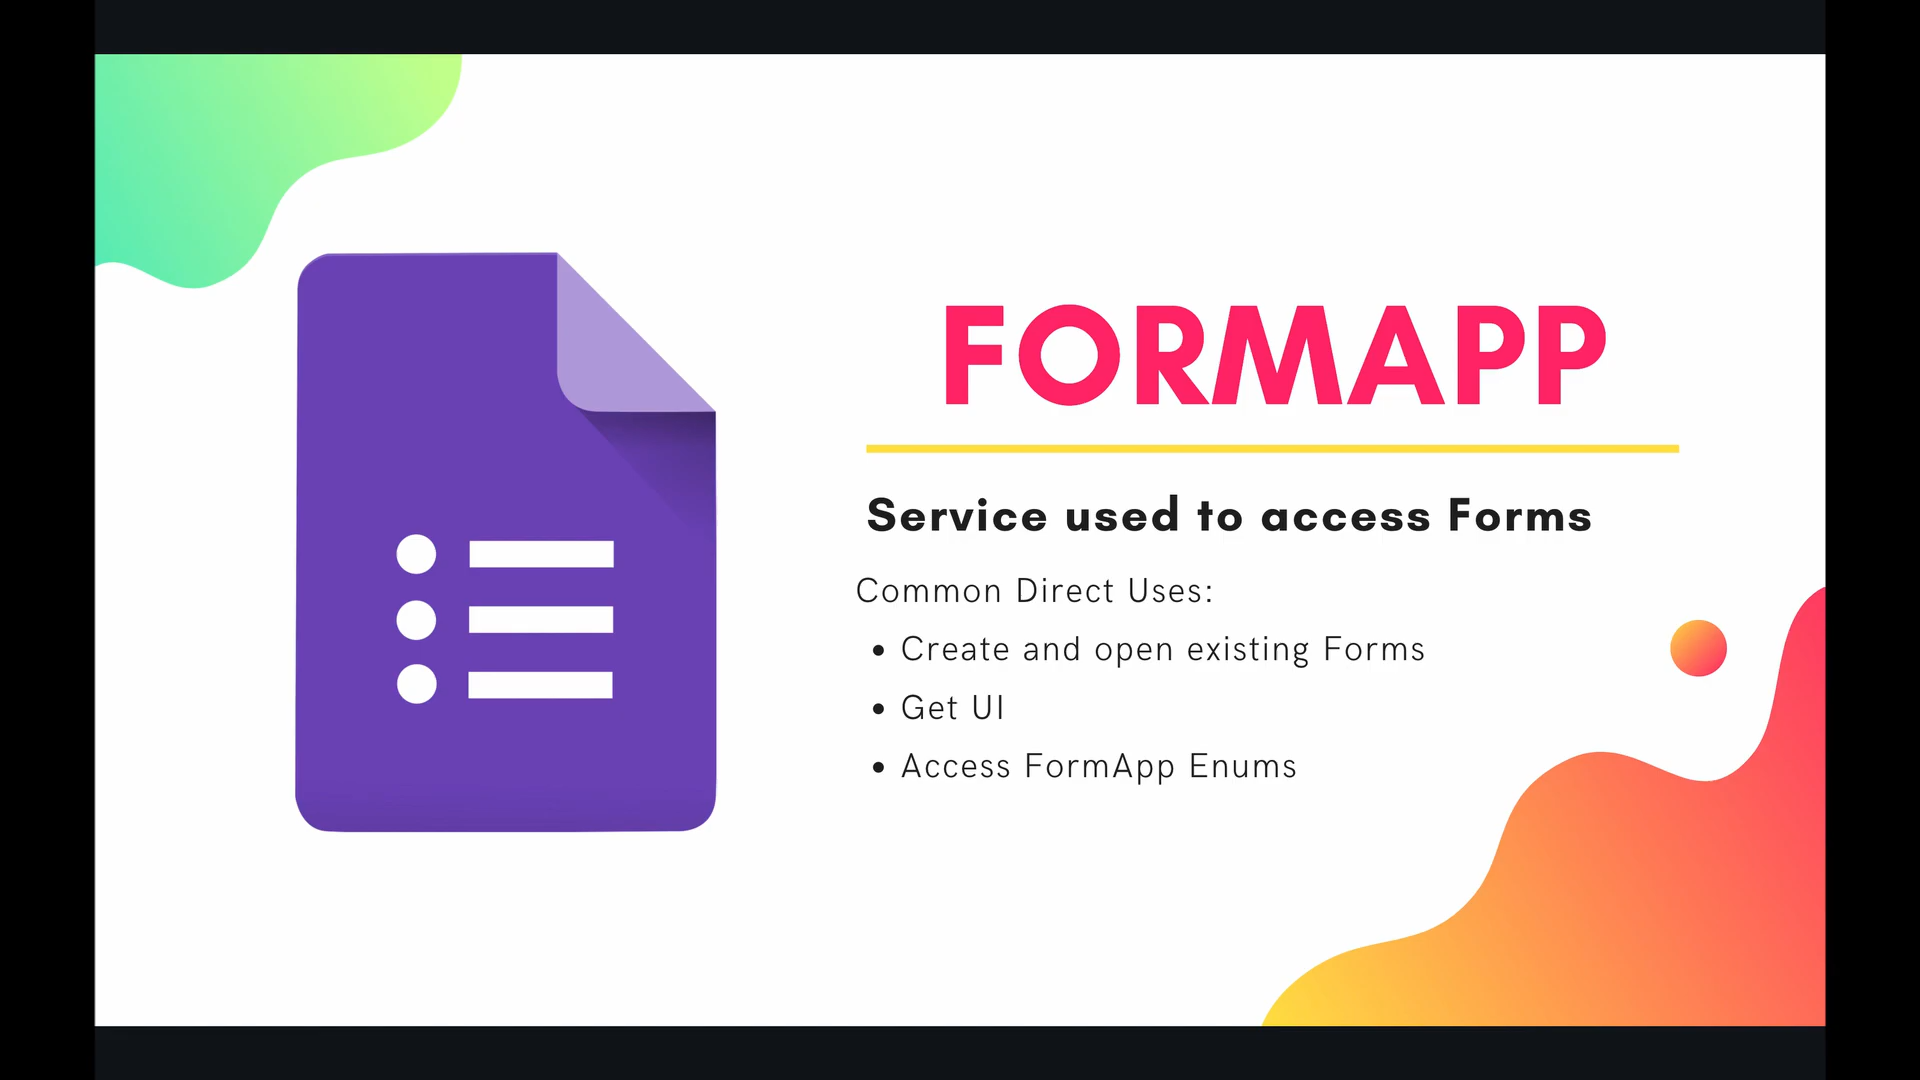 FORMAPP
Service used to access Forms
Common Direct Uses:
• Create and open existing Forms
• Get UI
• Access FormApp Enums